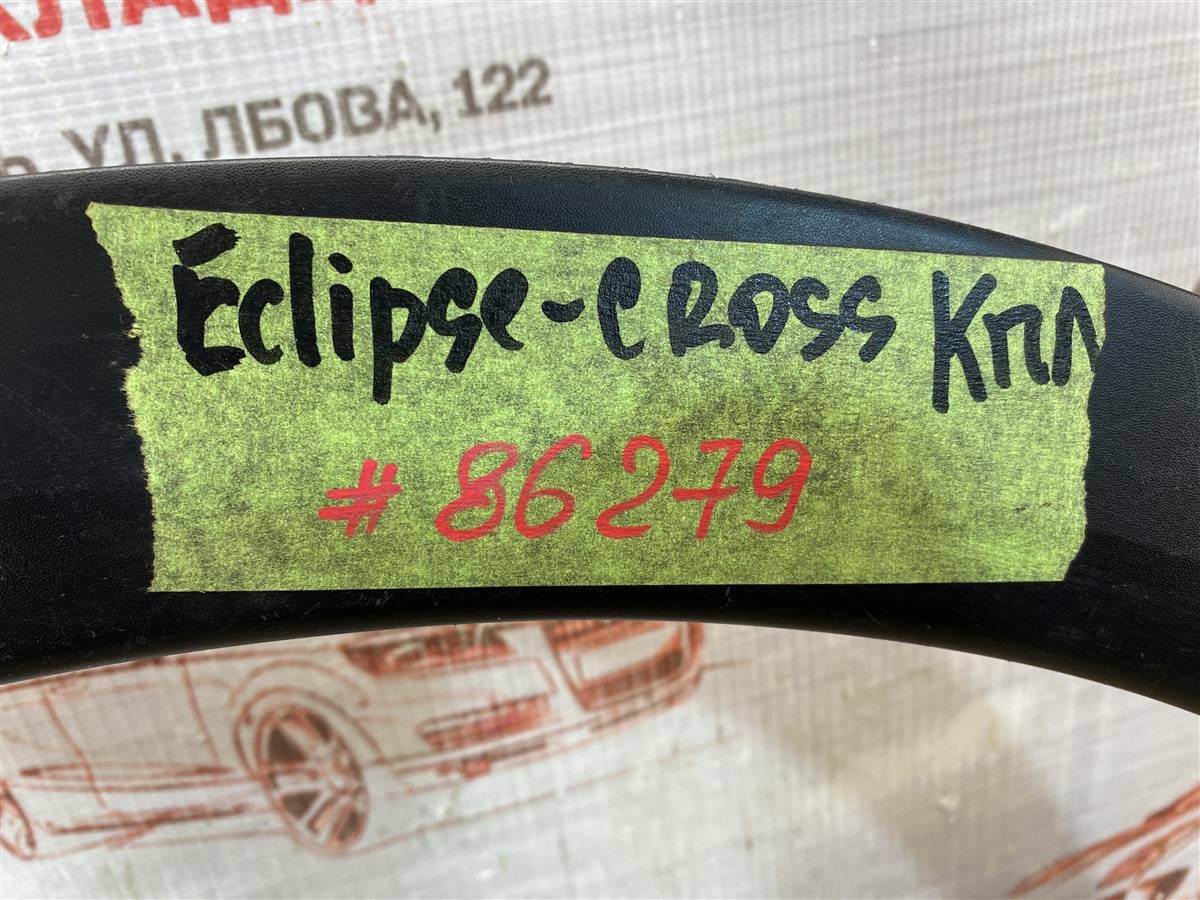 УЛ. ЛБОВА, 122
Eclipse-CROSS КПЛ
# 86279